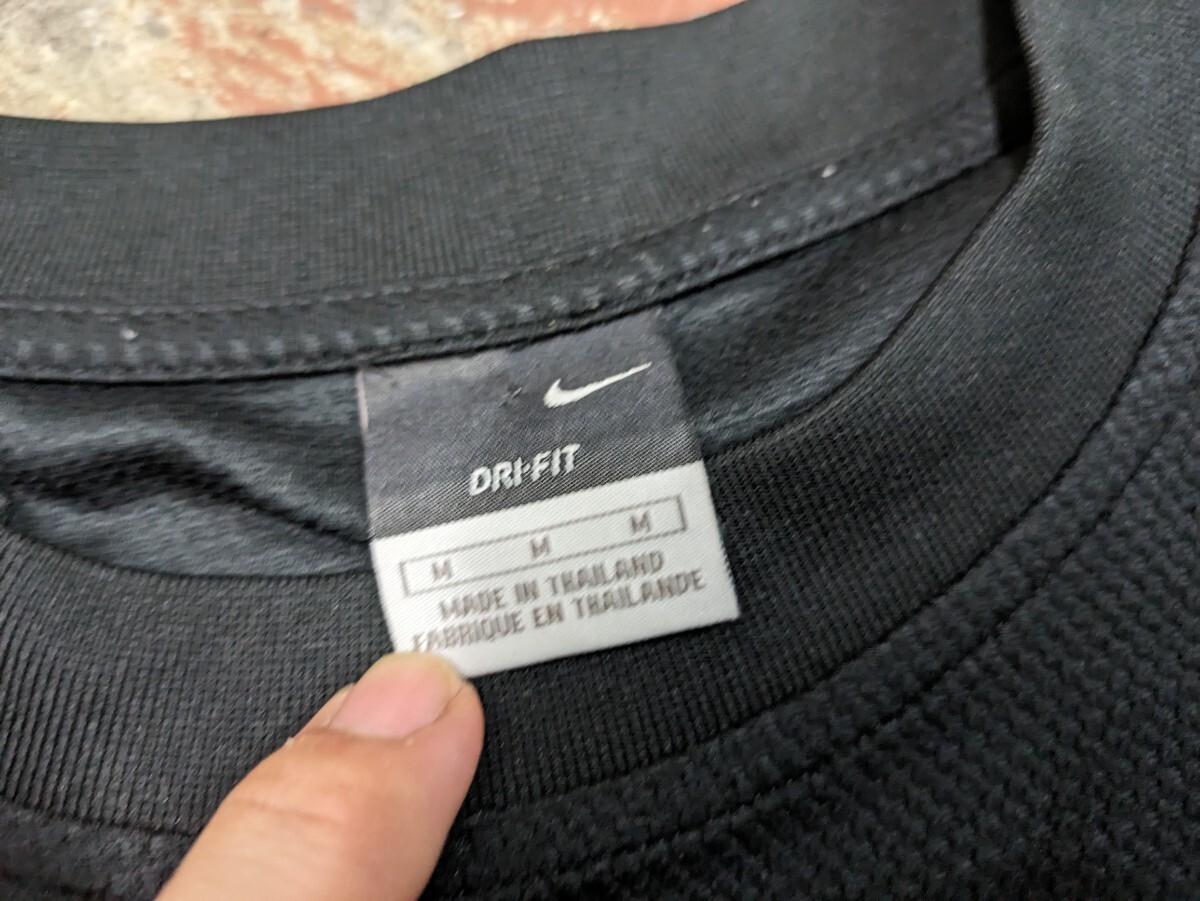 DRI-FIT
M M M
MADE IN THAILAND
FABRIQUE EN THAILANDE